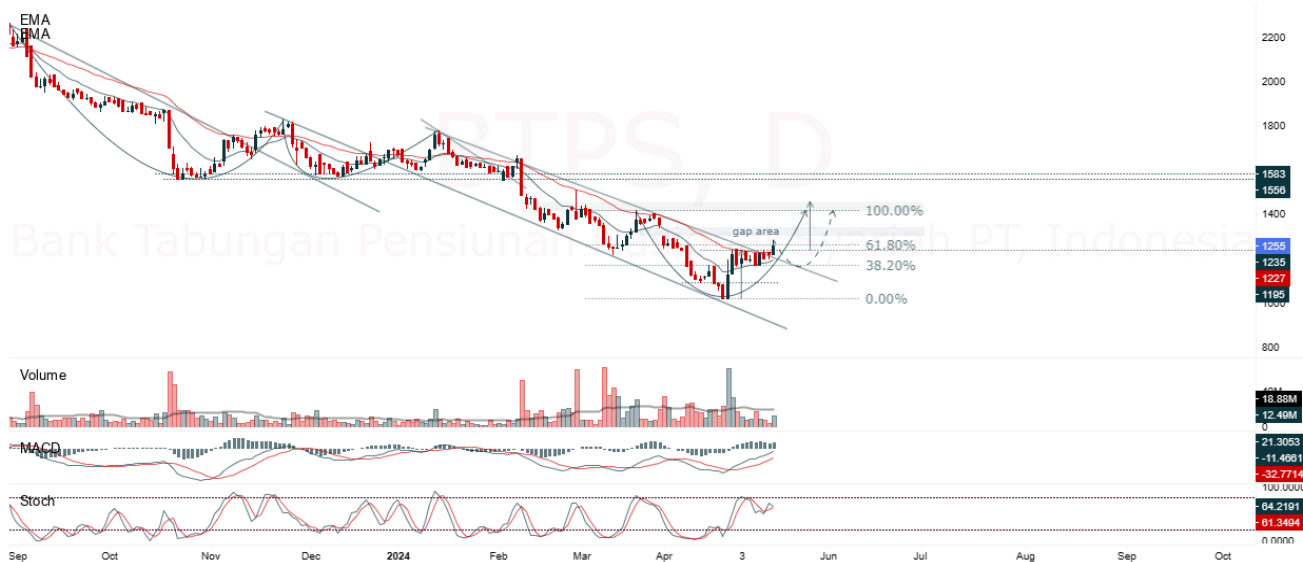 EMA
EMA
BTPS, D
Bank Tabungan Pensiunan
PT, Indonesia
gap area
100.00%
61.80%
38.20%
0.00%
2200
2000
1800
1583
1556
1400
1255
1235
1227
1195
800
Volume
18.88M
12.49M
0
MACD
21.3053
-11.4661
-32.7714
Stoch
100.0000
64.2191
61.3494
0.0000
Sep Oct Nov Dec 2024 Feb Mar Apr 3 Jun Jul Aug Sep Oct